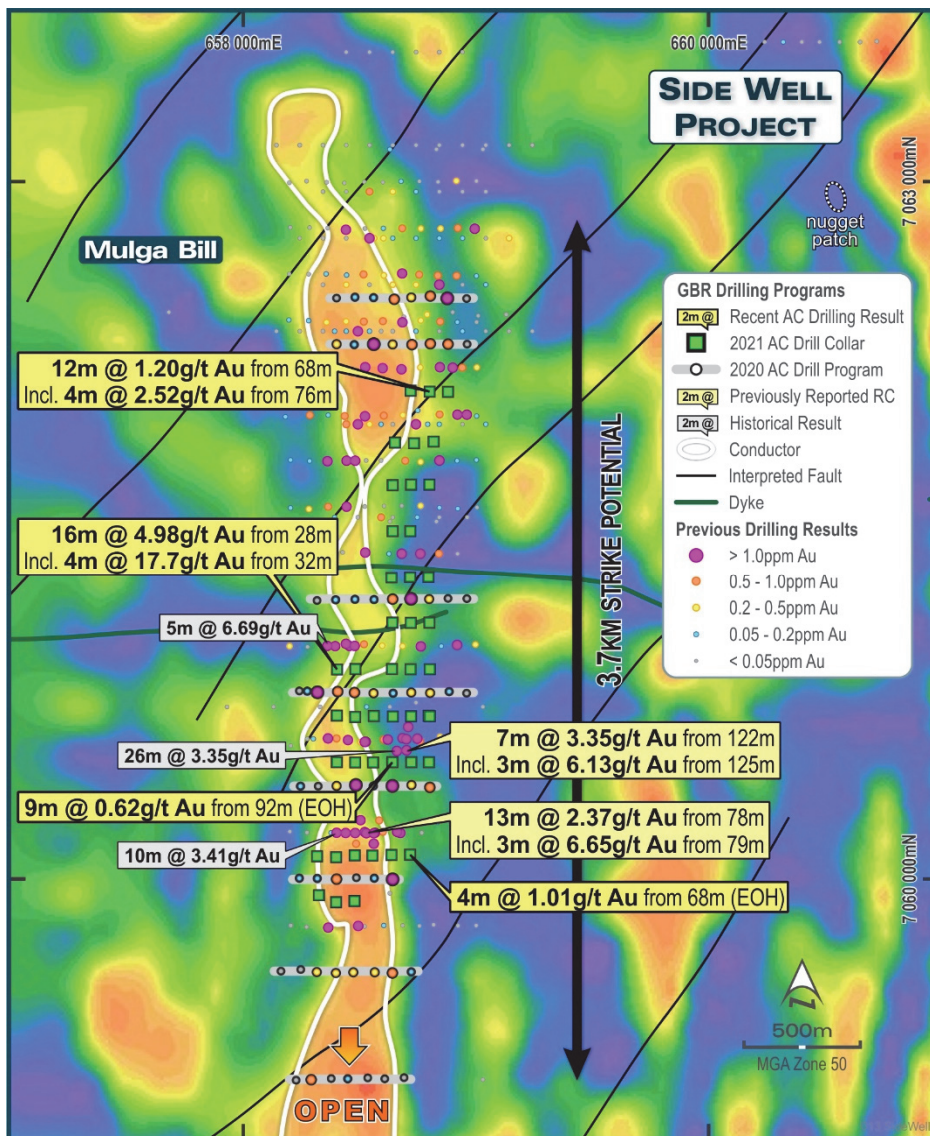 658 000mE
660 000mE
SIDE WELL
PROJECT
7 063 000mN
nugget
patch
Mulga Bill
GBR Drilling Programs
2m @ Recent AC Drilling Result
2021 AC Drill Collar
2020 AC Drill Program
2m @ Previously Reported RC
2m @ Historical Result
Conductor
Interpreted Fault
Dyke
Previous Drilling Results
> 1.0ppm Au
0.5 - 1.0ppm Au
0.2 - 0.5ppm Au
0.05 - 0.2ppm Au
< 0.05ppm Au
12m @ 1.20g/t Au from 68m
Incl. 4m @ 2.52g/t Au from 76m
3.7KM STRIKE POTENTIAL
16m @ 4.98g/t Au from 28m
Incl. 4m @ 17.7g/t Au from 32m
5m @ 6.69g/t Au
26m @ 3.35g/t Au
7m @ 3.35g/t Au from 122m
Incl. 3m @ 6.13g/t Au from 125m
9m @ 0.62g/t Au from 92m (EOH)
13m @ 2.37g/t Au from 78m
Incl. 3m @ 6.65g/t Au from 79m
10m @ 3.41g/t Au
4m @ 1.01g/t Au from 68m (EOH)
7 060 000mN
500m
MGA Zone 50
OPEN